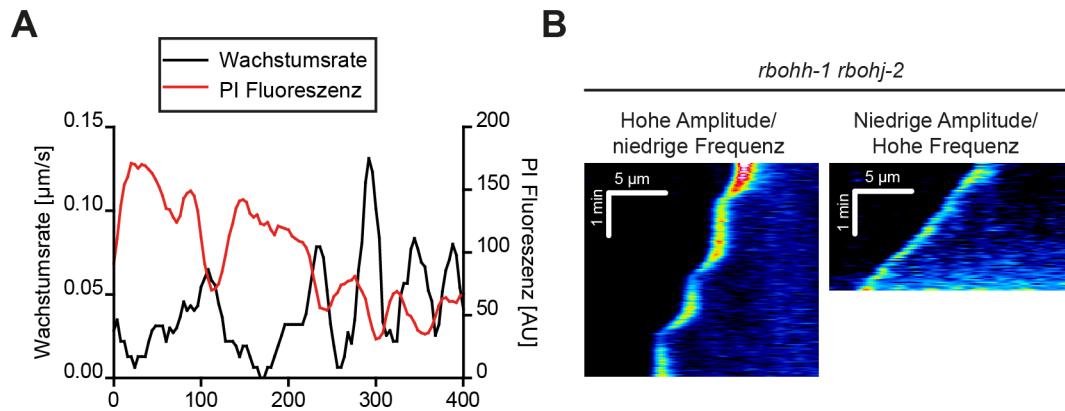 A
Wachstumsrate
PI Fluoreszenz
Wachstumsrate [µm/s]
0.15
0.10
0.05
0.00
0
100
200
300
400
200
150
100
50
0
PI Fluoreszenz [AU]
B
rbohh-1 rbohj-2
Hohe Amplitude/
niedrige Frequenz
5 µm
1 min
Niedrige Amplitude/
Hohe Frequenz
5 µm
1 min